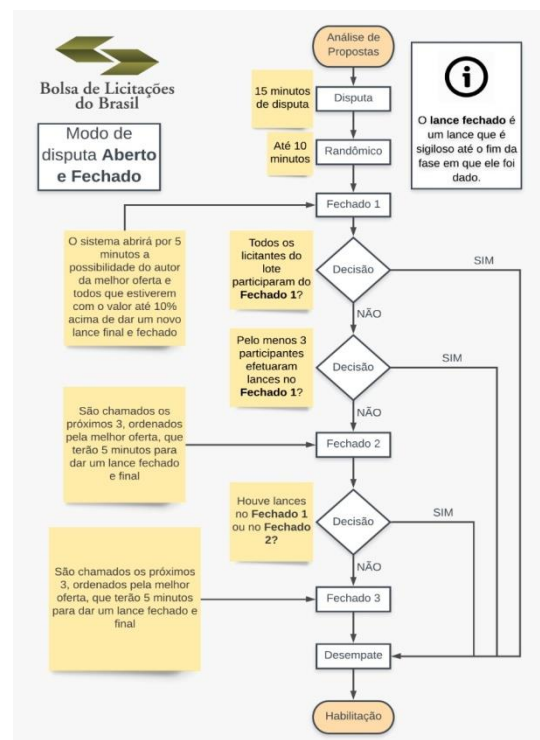 Bolsa de Licitações
do Brasil
Modo de
disputa Aberto
e Fechado
Análise de
Propostas
15 minutos
de disputa
Disputa
Até 10
minutos
Randômico
O lance fechado é
um lance que é
sigiloso até o fim da
fase em que ele foi
dado.
Fechado 1
O sistema abrirá por 5
minutos a
possibilidade do autor
da melhor oferta e
todos que estiverem
com o valor até 10%
acima de dar um novo
lance final e fechado
Todos os
licitantes do
lote
participaram do
Fechado 1?
Decisão
SIM
NÃO
Pelo menos 3
participantes
efetuaram
lances no
Fechado 1?
Decisão
SIM
NÃO
São chamados os
próximos 3, ordenados
pela melhor oferta, que
terão 5 minutos para
dar um lance fechado
e final
Fechado 2
Houve lances
no Fechado 1
ou no Fechado
2?
Decisão
SIM
NÃO
São chamados os próximos
3, ordenados pela melhor
oferta, que terão 5 minutos
para dar um lance fechado e
final
Fechado 3
Desempate
Habilitação